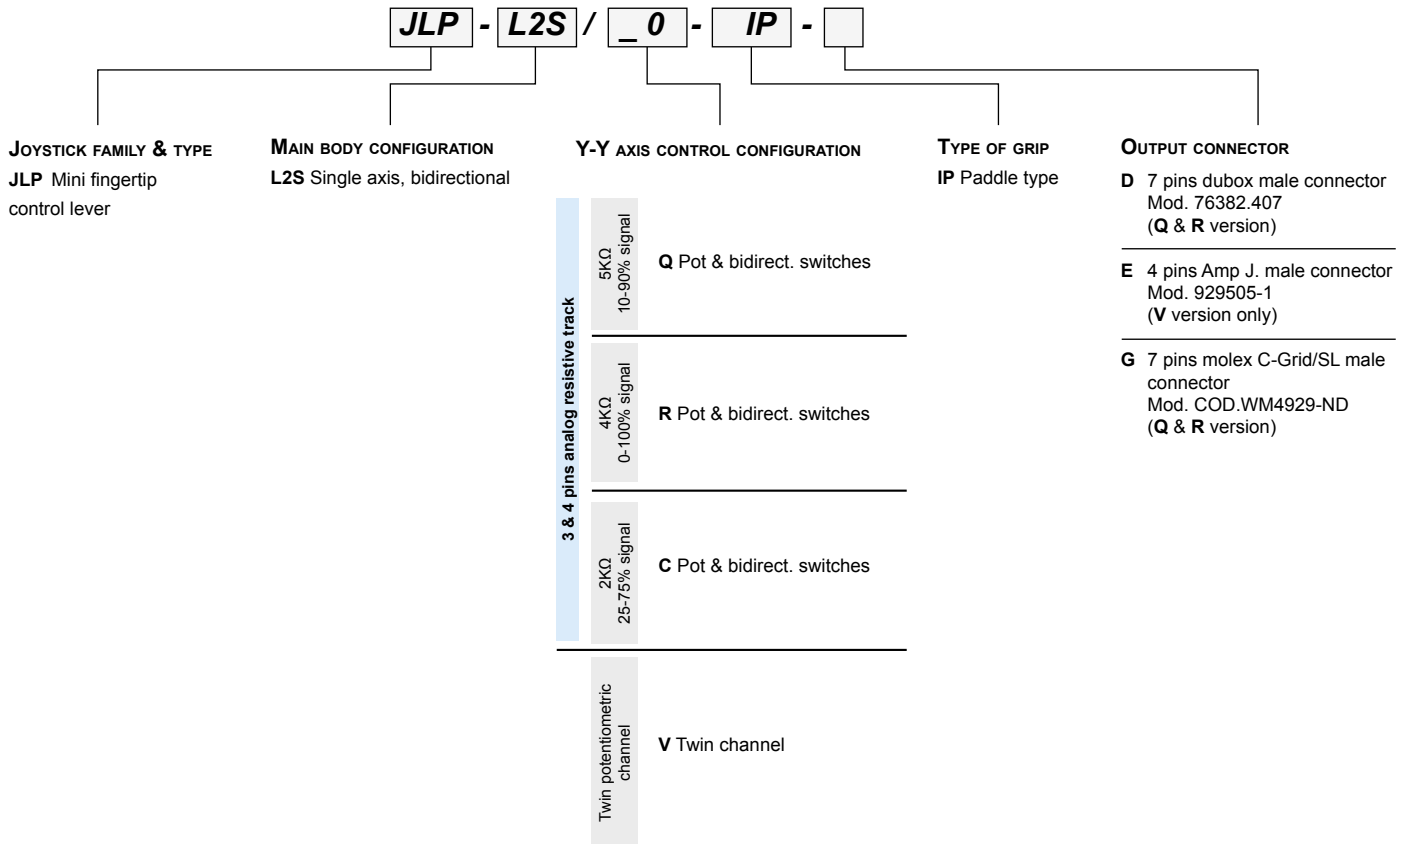 JLP - L2S / _ 0 - IP -
JOYSTICK FAMILY & TYPE
JLP Mini fingertip
control lever
MAIN BODY CONFIGURATION
L2S Single axis, bidirectional
Y-Y AXIS CONTROL CONFIGURATION
3 & 4 pins analog resistive track
5KΩ
10-90% signal
Q Pot & bidirect. switches
4KΩ
0-100% signal
R Pot & bidirect. switches
2KΩ
25-75% signal
C Pot & bidirect. switches
Twin potentiometric
channel
V Twin channel
TYPE OF GRIP
IP Paddle type
OUTPUT CONNECTOR
D 7 pins dubox male connector
Mod. 76382.407
(Q & R version)
E 4 pins Amp J. male connector
Mod. 929505-1
(V version only)
G 7 pins molex C-Grid/SL male
connector
Mod. COD.WM4929-ND
(Q & R version)